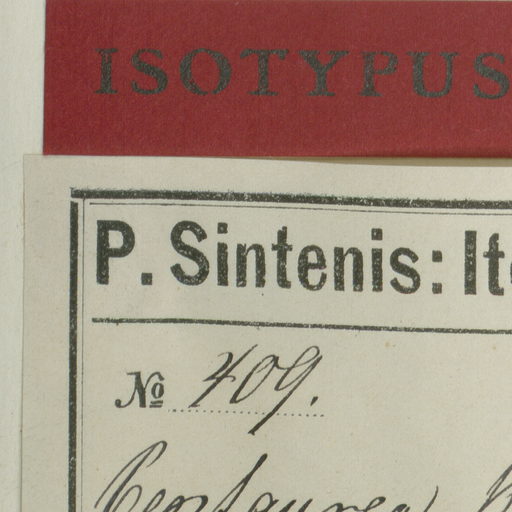 ISOTYPUS
P. Sintenis: It
No 409.
Centaurea